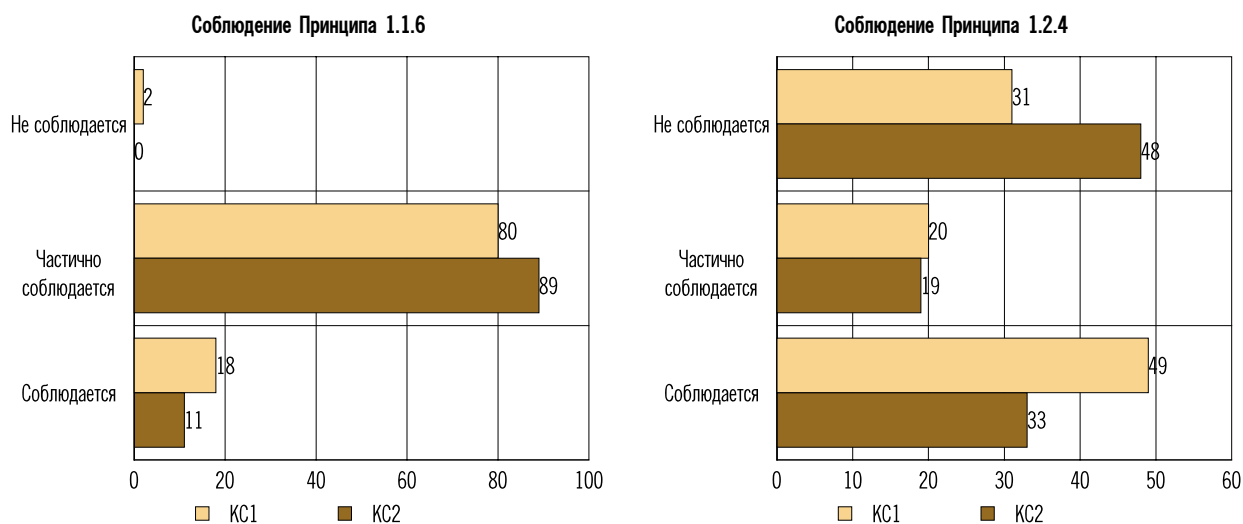 Соблюдение Принципа 1.1.6
Не соблюдается
2
0
Частично
соблюдается
80
89
Соблюдается
18
11
0 20 40 60 80 100
КС1 КС2
Соблюдение Принципа 1.2.4
Не соблюдается
31
48
Частично
соблюдается
20
19
Соблюдается
49
33
0 10 20 30 40 50 60
КС1 КС2